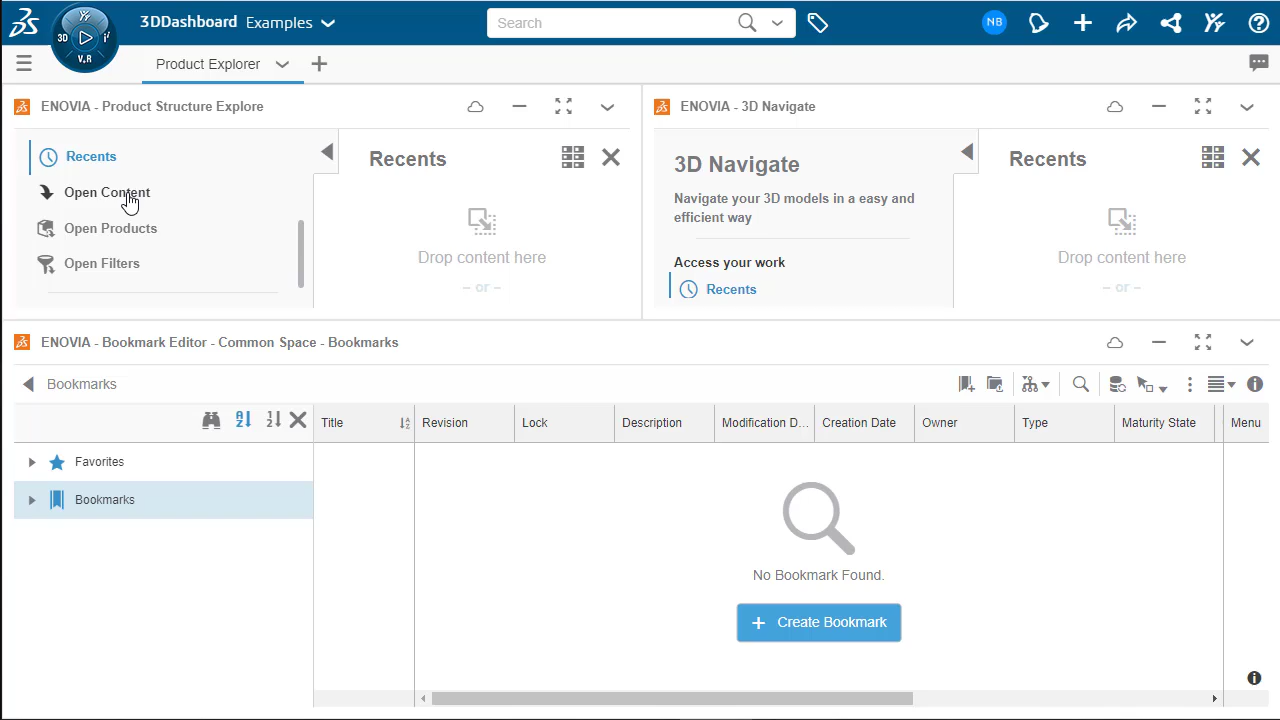 3DDashboard Examples
Search
NB
3D
V.R
Product Explorer
ENOVIA - Product Structure Explore
Recents
Open Content
Open Products
Open Filters
Recents
Drop content here
– or –
ENOVIA - 3D Navigate
3D Navigate
Navigate your 3D models in a easy and
efficient way
Access your work
Recents
Recents
Drop content here
– or –
ENOVIA - Bookmark Editor - Common Space - Bookmarks
Bookmarks
Title
Revision
Lock
Description
Modification D...
Creation Date
Owner
Type
Maturity State
Menu
Favorites
Bookmarks
No Bookmark Found.
+ Create Bookmark